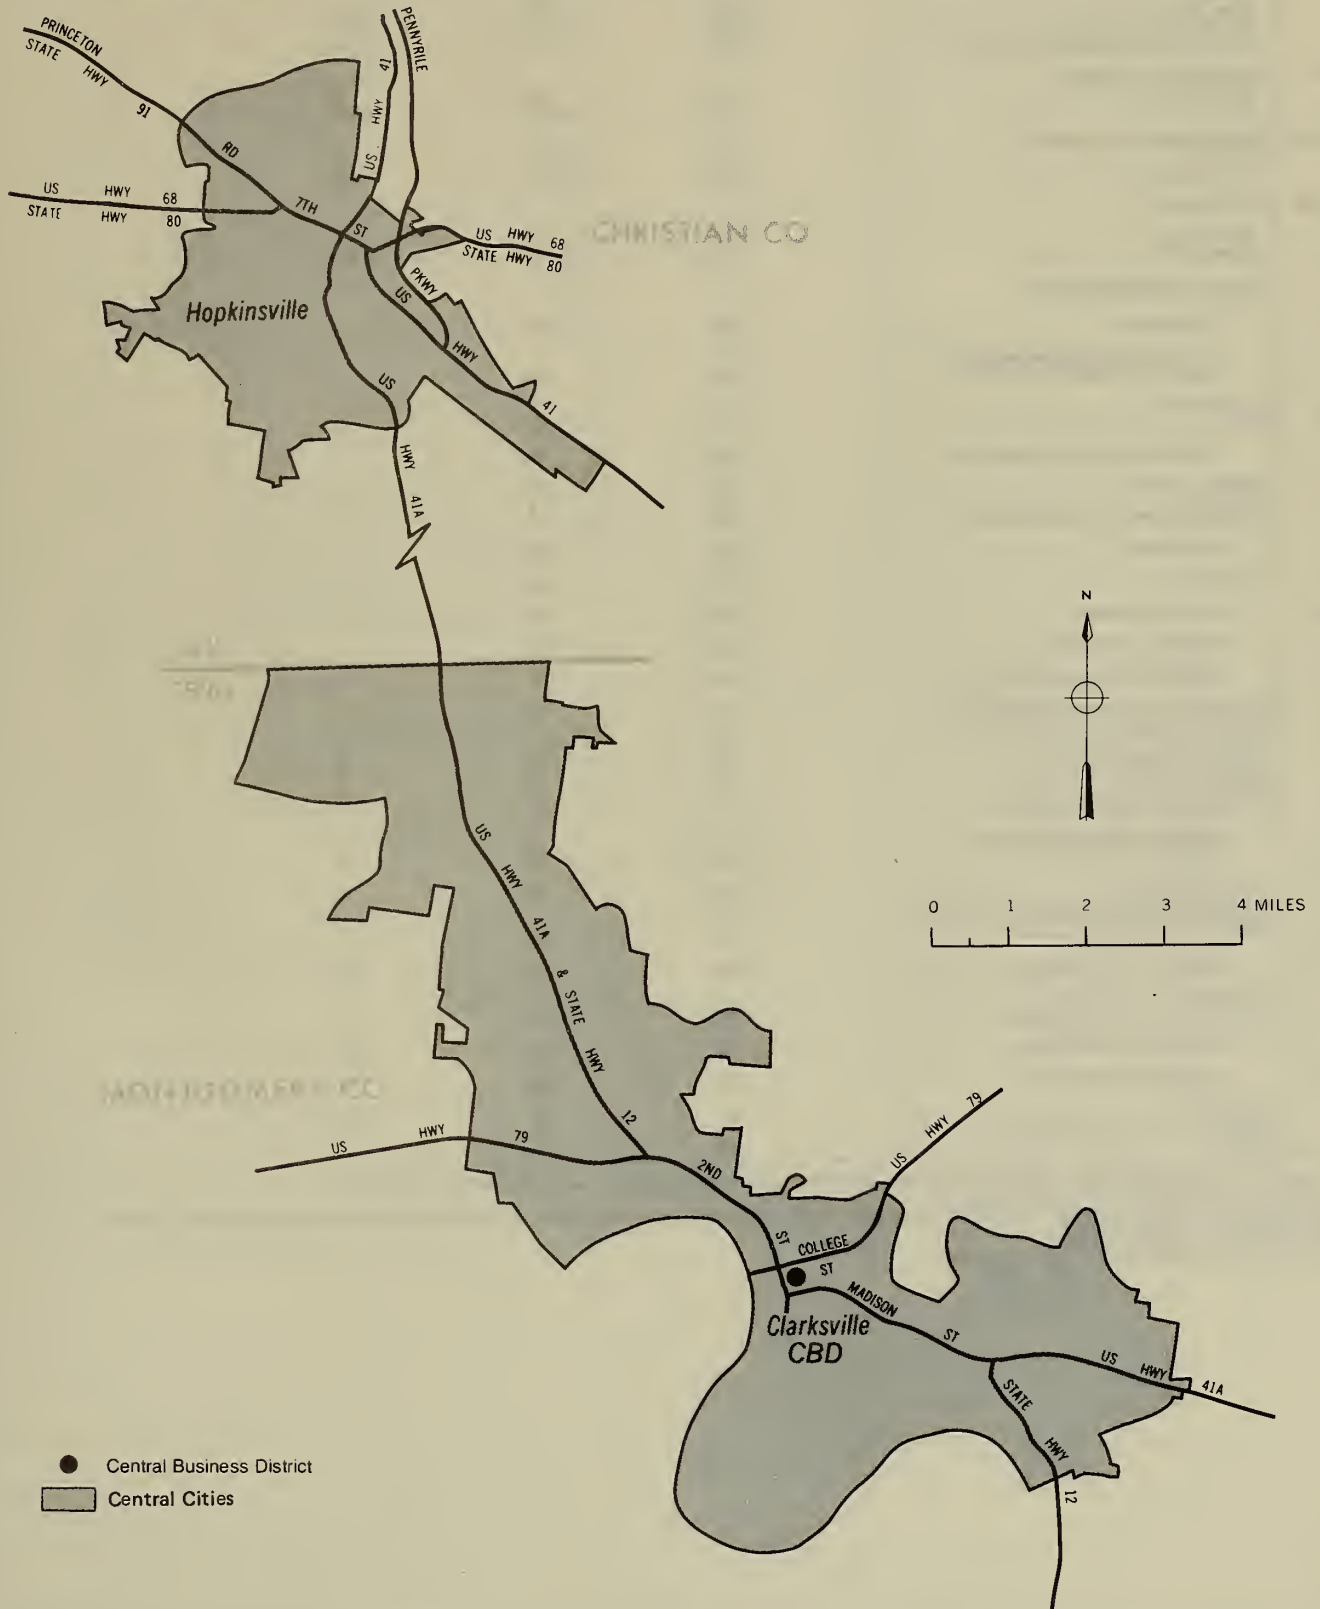 PRINCETON
STATE HWY 91
RD
US HWY 41
PENNYRILE
US HWY 68
STATE HWY 80
7TH ST
US HWY 68
STATE HWY 80
CHRISTIAN CO
PKWY
Hopkinsville
US HWY 41
US HWY 41A
N
US HWY 41A & STATE HWY 12
0 1 2 3 4 MILES
MONTGOMERY CO
US HWY 79
US HWY 79
2ND ST
COLLEGE ST
MADISON ST
Clarksville
CBD
US HWY 41A
STATE HWY 12
Central Business District
Central Cities